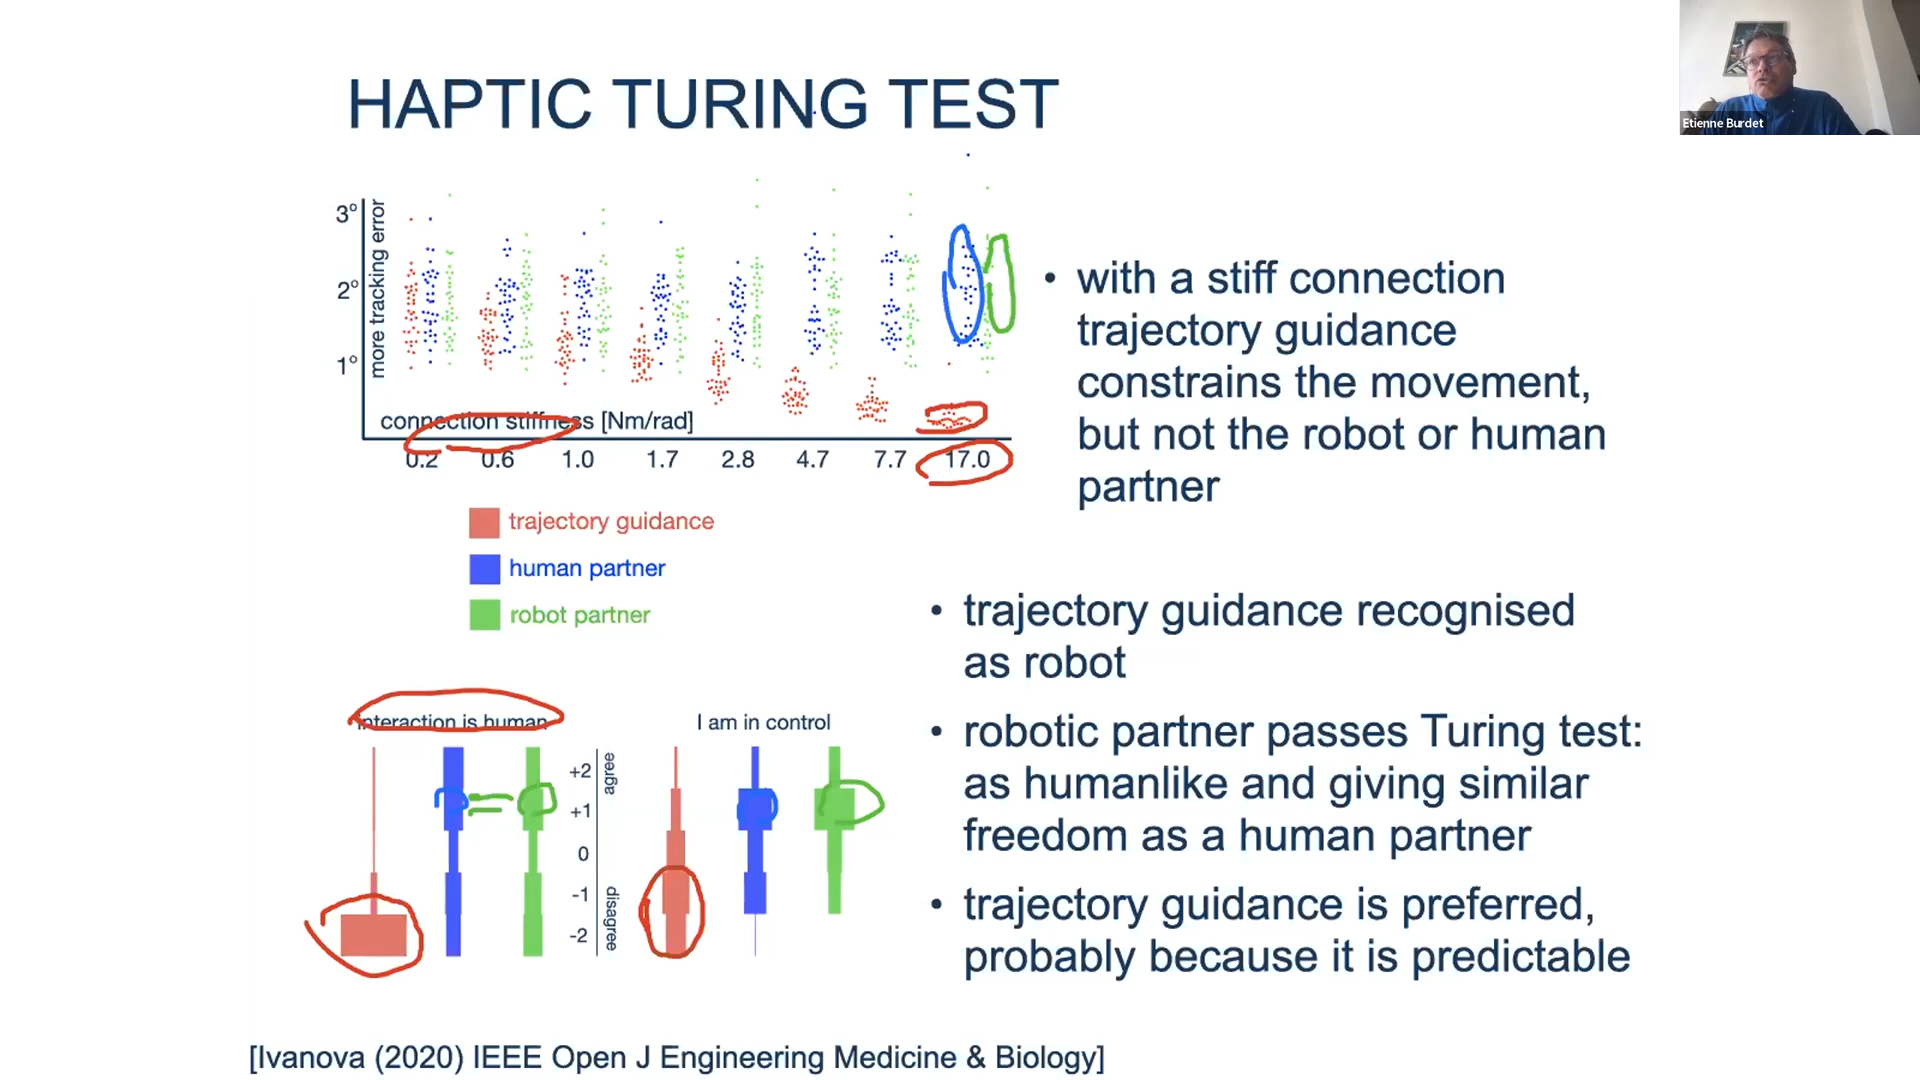 HAPTIC TURING TEST
Etienne Burdet
3°
2°
1°
more tracking error
connection stiffness [Nm/rad]
0.2 0.6 1.0 1.7 2.8 4.7 7.7 17.0
trajectory guidance
human partner
robot partner
• with a stiff connection
trajectory guidance
constrains the movement,
but not the robot or human
partner
interaction is human
I am in control
+2
+1
0
-1
-2
agree
disagree
• trajectory guidance recognised
as robot
• robotic partner passes Turing test:
as humanlike and giving similar
freedom as a human partner
• trajectory guidance is preferred,
probably because it is predictable
[Ivanova (2020) IEEE Open J Engineering Medicine & Biology]